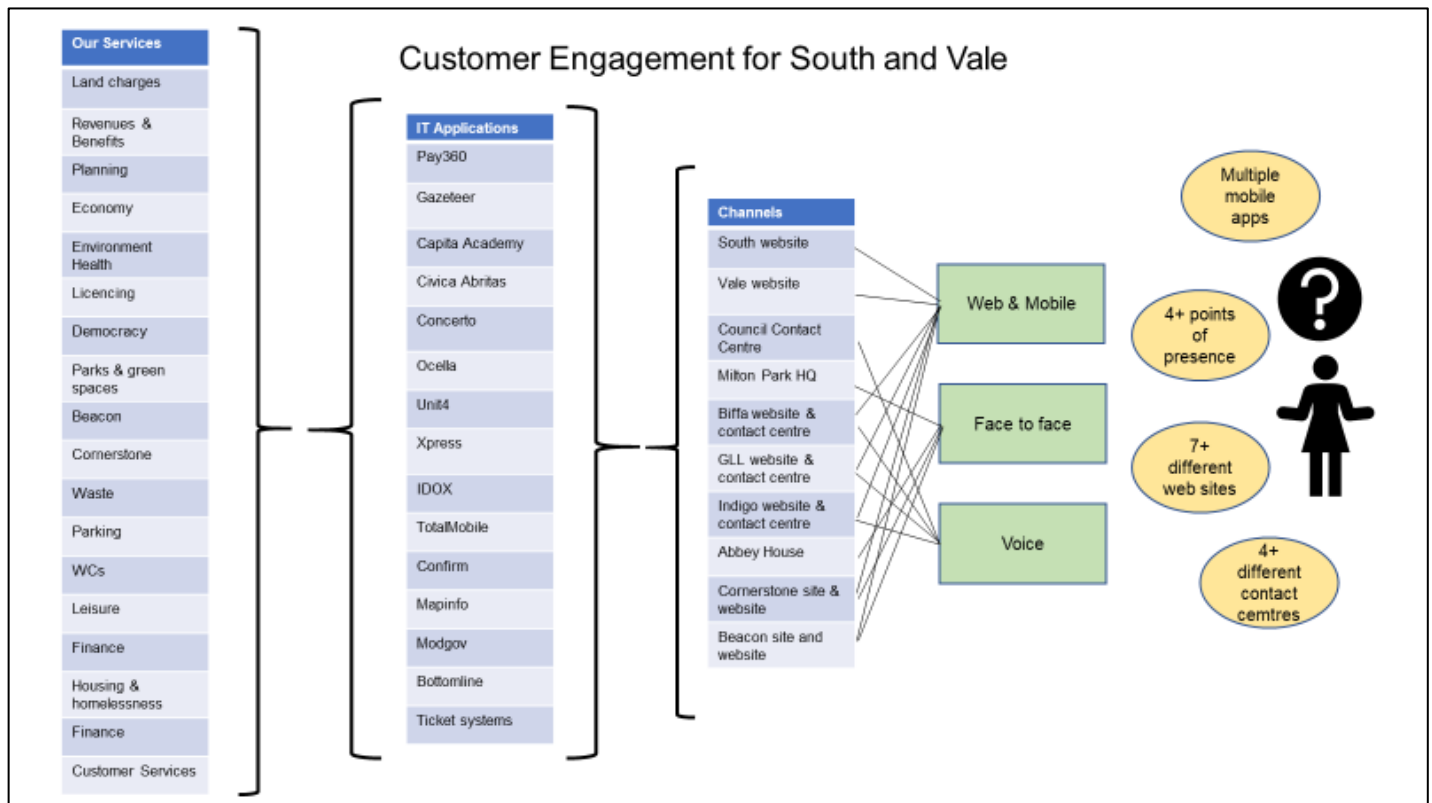 Customer Engagement for South and Vale
Our Services
Land charges
Revenues &
Benefits
Planning
Economy
Environment
Health
Licencing
Democracy
Parks & green
spaces
Beacon
Cornerstone
Waste
Parking
WCs
Leisure
Finance
Housing &
homelessness
Finance
Customer Services
IT Applications
Pay360
Gazeteer
Capita Academy
Civica Abritas
Concerto
Ocella
Unit4
Xpress
IDOX
TotalMobile
Confirm
Mapinfo
Modgov
Bottomline
Ticket systems
Channels
South website
Vale website
Council Contact
Centre
Milton Park HQ
Biffa website &
contact centre
GLL website &
contact centre
Indigo website &
contact centre
Abbey House
Cornerstone site &
website
Beacon site and
website
Web & Mobile
Face to face
Voice
Multiple
mobile
apps
4+ points
of
presence
7+
different
web sites
4+
different
contact
cemtres
?